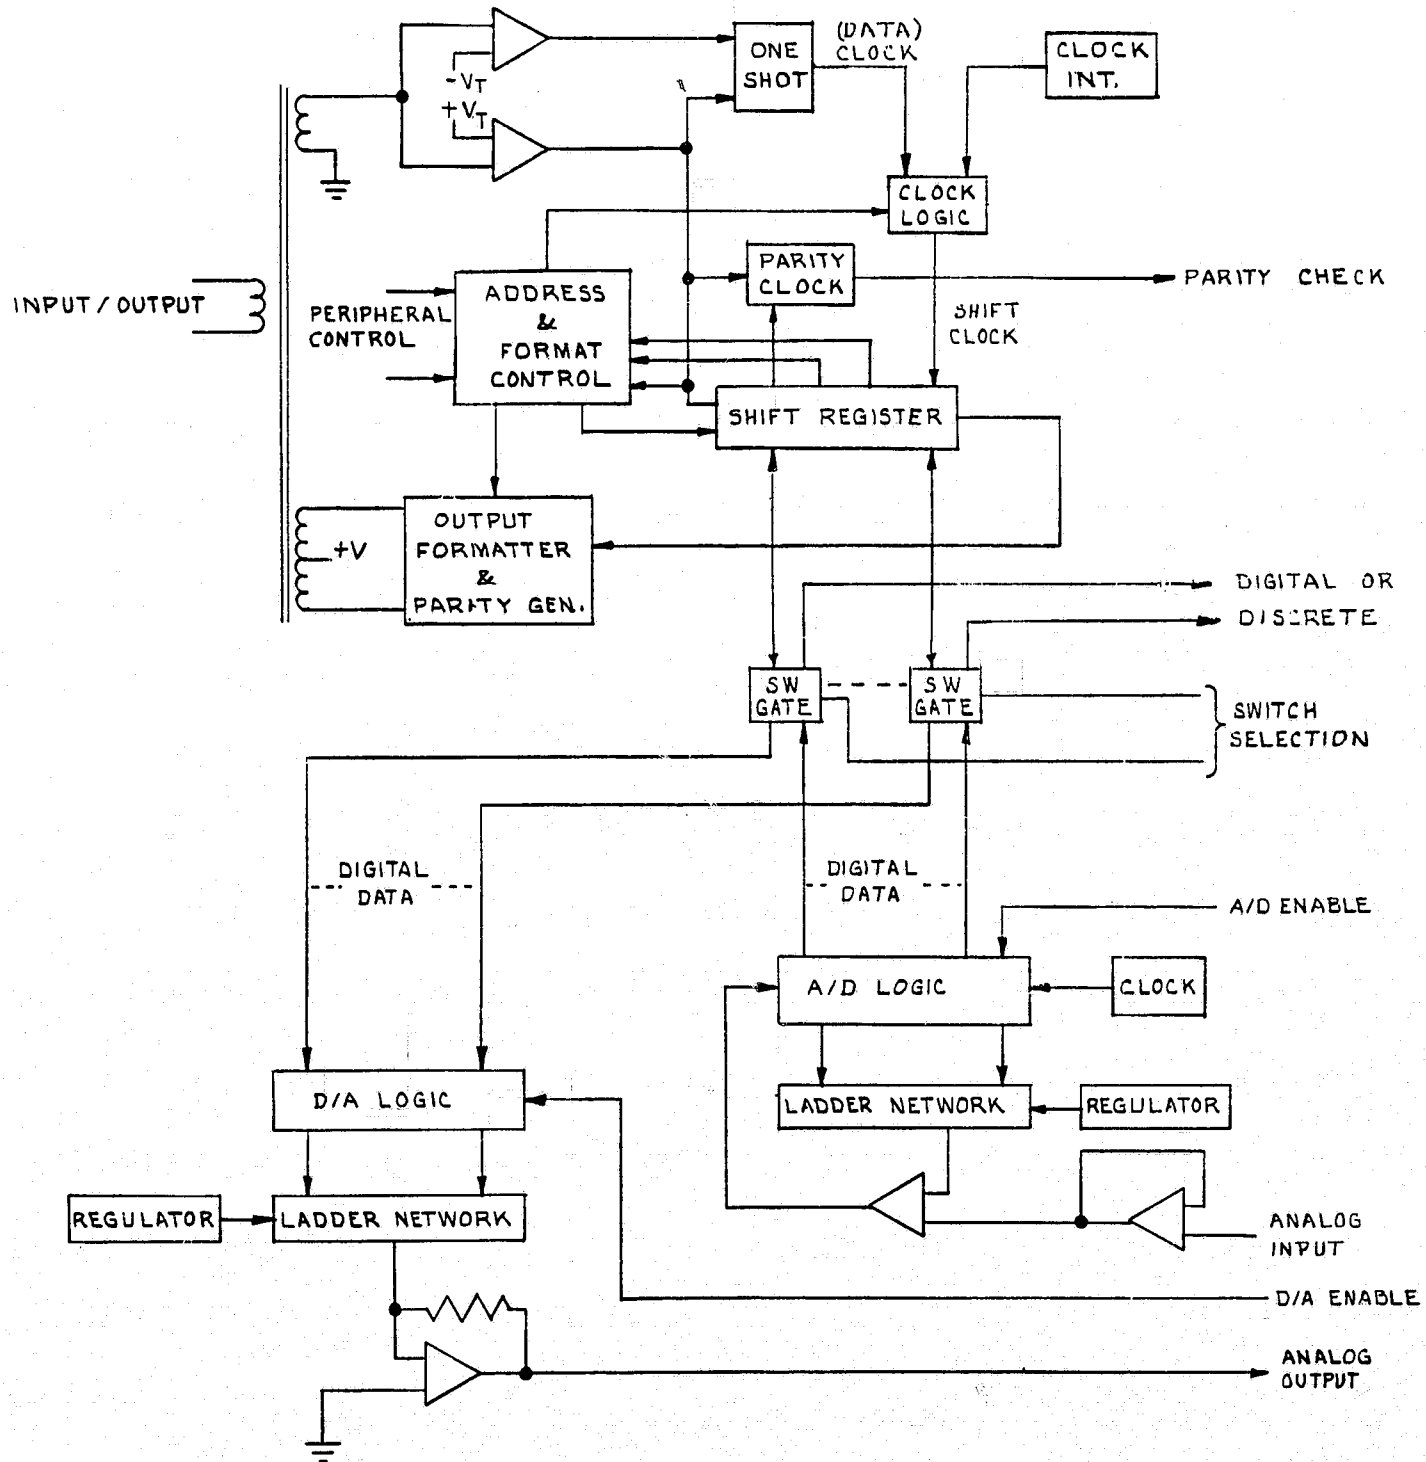 (DATA)
CLOCK
ONE
SHOT
CLOCK
INT.
-VT
+VT
CLOCK
LOGIC
PARITY
CLOCK
PARITY CHECK
INPUT/OUTPUT
PERIPHERAL
CONTROL
ADDRESS
&
FORMAT
CONTROL
SHIFT
CLOCK
SHIFT REGISTER
+V
OUTPUT
FORMATTER
&
PARITY GEN.
DIGITAL OR
DISCRETE
SW
GATE
SW
GATE
SWITCH
SELECTION
DIGITAL
DATA
DIGITAL
DATA
A/D ENABLE
A/D LOGIC
CLOCK
D/A LOGIC
LADDER NETWORK
REGULATOR
REGULATOR
LADDER NETWORK
ANALOG
INPUT
D/A ENABLE
ANALOG
OUTPUT